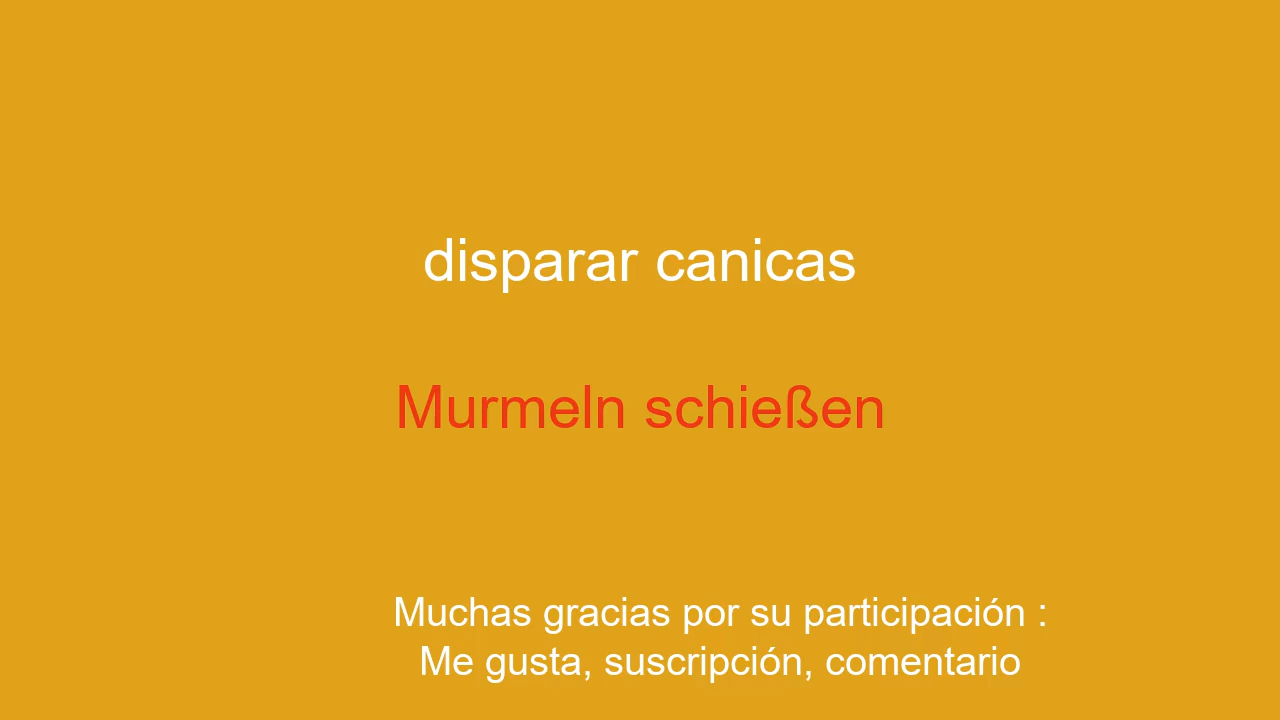 disparar canicas
Murmeln schießen
Muchas gracias por su participación :
Me gusta, suscripción, comentario